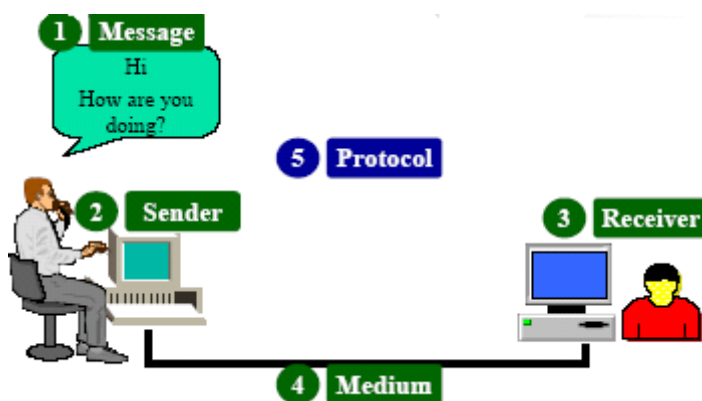 1 Message
Hi
How are you
doing?
5 Protocol
2 Sender
3 Receiver
4 Medium